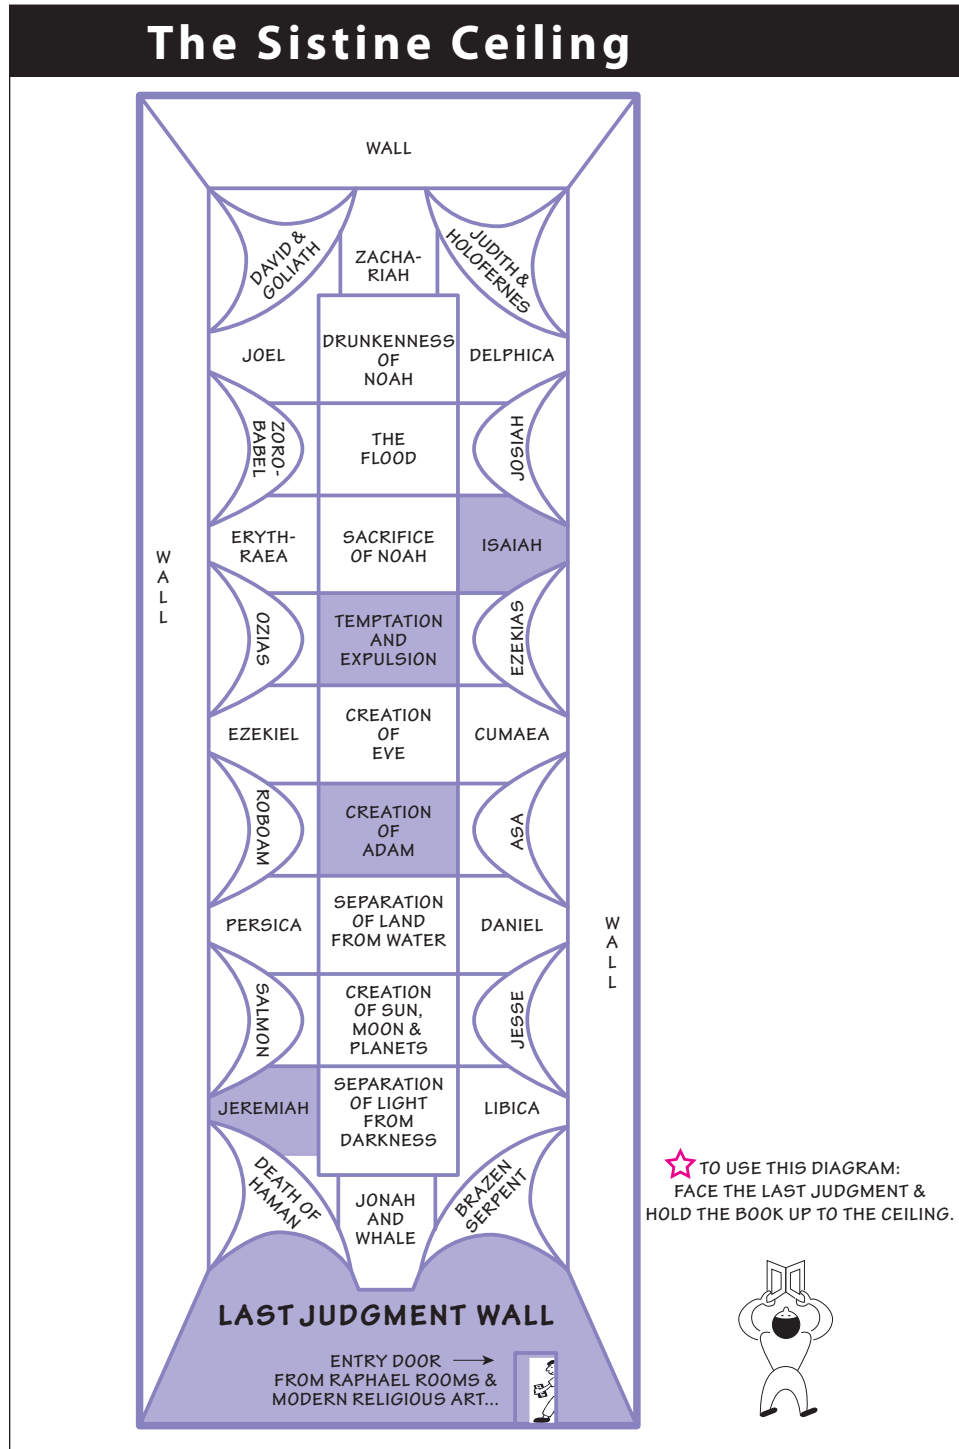 The Sistine Ceiling
WALL
DAVID &
GOLIATH
ZACHA-
RIAH
JUDITH &
HOLOFERNES
JOEL
DRUNKENNESS
OF
NOAH
DELPHICA
ZORO-
BABEL
THE
FLOOD
JOSIAH
ERYTH-
RAEA
SACRIFICE
OF NOAH
ISAIAH
WALL
OZIAS
TEMPTATION
AND
EXPULSION
EZEKIAS
EZEKIEL
CREATION
OF
EVE
CUMAEA
ROBOAM
CREATION
OF
ADAM
ASA
PERSICA
SEPARATION
OF LAND
FROM WATER
DANIEL
WALL
SALMON
CREATION
OF SUN,
MOON &
PLANETS
JESSE
JEREMIAH
SEPARATION
OF LIGHT
FROM
DARKNESS
LIBICA
DEATH OF
HAMAN
JONAH
AND
WHALE
BRAZEN
SERPENT
TO USE THIS DIAGRAM:
FACE THE LAST JUDGMENT &
HOLD THE BOOK UP TO THE CEILING.
LAST JUDGMENT WALL
ENTRY DOOR
FROM RAPHAEL ROOMS &
MODERN RELIGIOUS ART...